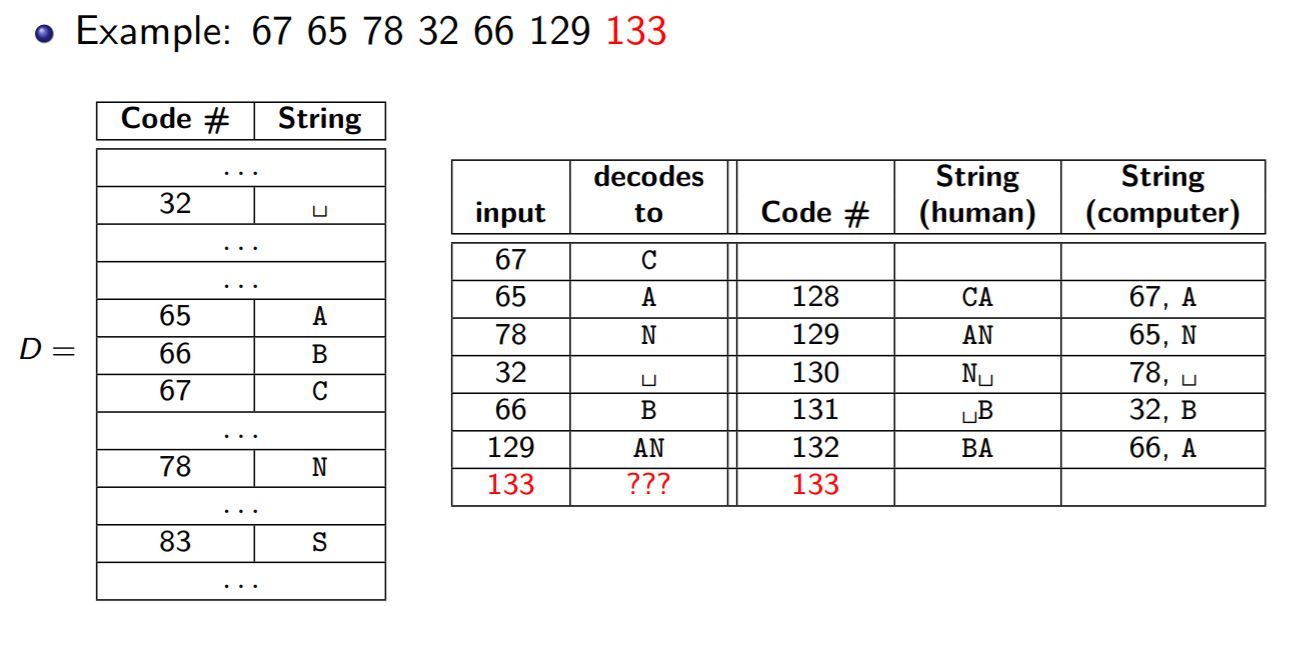 Example: 67 65 78 32 66 129 133
D =
Code # String
...
32 ␣
...
...
65 A
66 B
67 C
...
78 N
...
83 S
...
input decodes to Code # String (human) String (computer)
67 C
65 A 128 CA 67, A
78 N 129 AN 65, N
32 ␣ 130 N␣ 78, ␣
66 B 131 ␣B 32, B
129 AN 132 BA 66, A
133 ??? 133